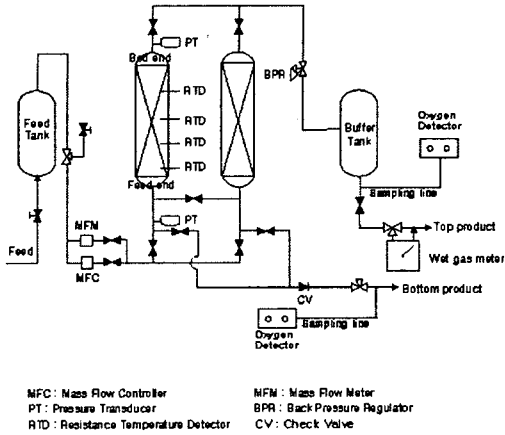 PT
Bed end
BPR
RTD
RTD
RTD
RTD
Feed
Tank
Buffer
Tank
Oxygen
Detector
Feed end
Sampling line
PT
MFM
Top product
Feed
Wet gas meter
MFC
CV
Bottom product
Sampling line
Oxygen
Detector
MFC : Mass Flow Controller
MFM : Mass Flow Meter
PT : Pressure Transducer
BPR : Back Pressure Regulator
RTD : Resistance Temperature Detector
CV : Check Valve